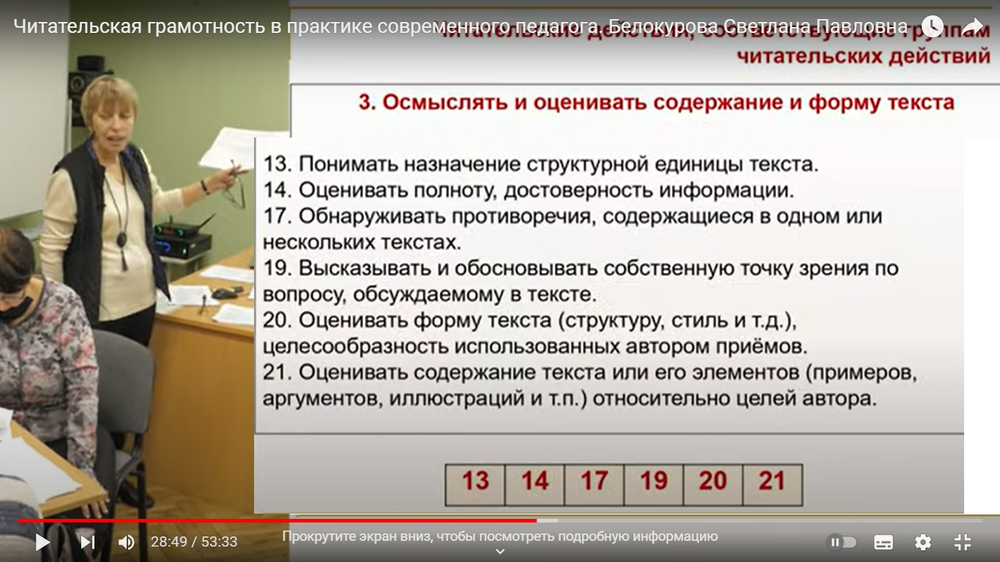 Читательская грамотность в практике современного педагога. Белокурова Светлана Павловна
Читательские действия, соответствующие группам
читательских действий
3. Осмыслять и оценивать содержание и форму текста
13. Понимать назначение структурной единицы текста.
14. Оценивать полноту, достоверность информации.
17. Обнаруживать противоречия, содержащиеся в одном или
нескольких текстах.
19. Высказывать и обосновывать собственную точку зрения по
вопросу, обсуждаемому в тексте.
20. Оценивать форму текста (структуру, стиль и т.д.),
целесообразность использованных автором приёмов.
21. Оценивать содержание текста или его элементов (примеров,
аргументов, иллюстраций и т.п.) относительно целей автора.
13 14 17 19 20 21
28:49 / 53:33
Прокрутите экран вниз, чтобы посмотреть подробную информацию